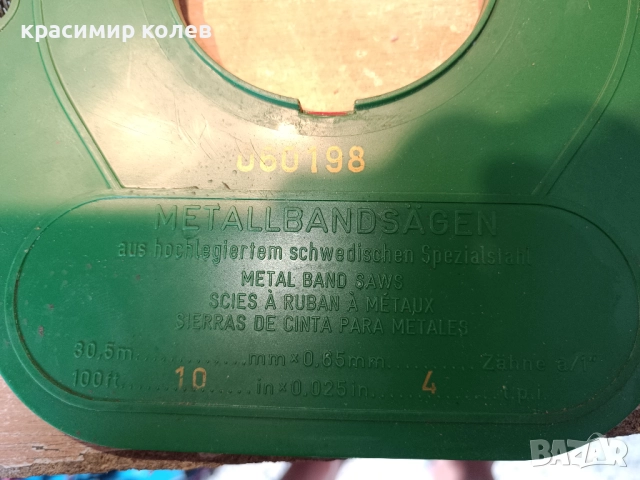 красимир колев
060198
METALLBANDSÄGEN
aus hochlegiertem schwedischen Spezialstahl
METAL BAND SAWS
SCIES À RUBAN À MÉTAUX
SIERRAS DE CINTA PARA METALES
30,5m.............mm×0.65mm............Zähne a/1"
100ft......10........in×0.025in.......4........t.p.i
BAZAR